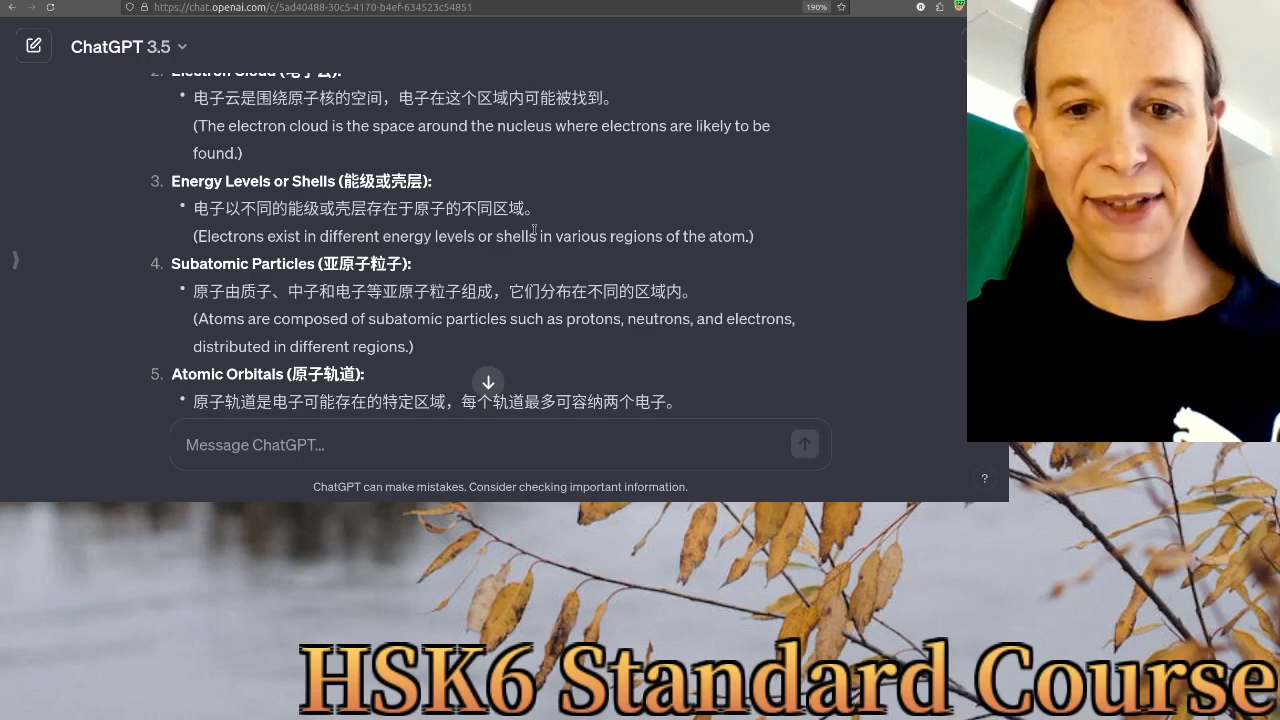 https://chat.openai.com/c/5ad40488-30c5-4170-b4ef-634523c54851
190%
ChatGPT 3.5
2. Electron Cloud (电子云):
• 电子云是围绕原子核的空间，电子在这个区域内可能被找到。
(The electron cloud is the space around the nucleus where electrons are likely to be
found.)
3. Energy Levels or Shells (能级或壳层):
• 电子以不同的能级或壳层存在于原子的不同区域。
(Electrons exist in different energy levels or shells in various regions of the atom.)
4. Subatomic Particles (亚原子粒子):
• 原子由质子、中子和电子等亚原子粒子组成，它们分布在不同的区域内。
(Atoms are composed of subatomic particles such as protons, neutrons, and electrons,
distributed in different regions.)
5. Atomic Orbitals (原子轨道):
• 原子轨道是电子可能存在的特定区域，每个轨道最多可容纳两个电子。
Message ChatGPT...
ChatGPT can make mistakes. Consider checking important information.
?
HSK6 Standard Course